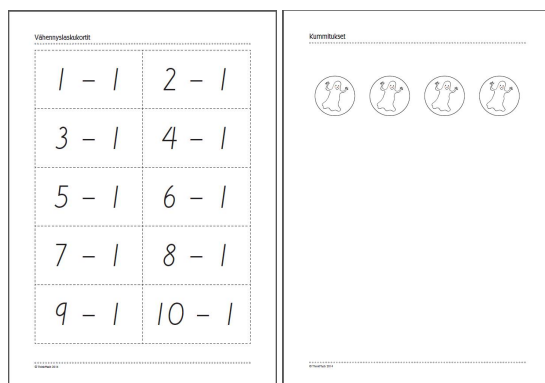 Vähennyslaskukortit
1 – 1 2 – 1
3 – 1 4 – 1
5 – 1 6 – 1
7 – 1 8 – 1
9 – 1 10 – 1
Kummitukset